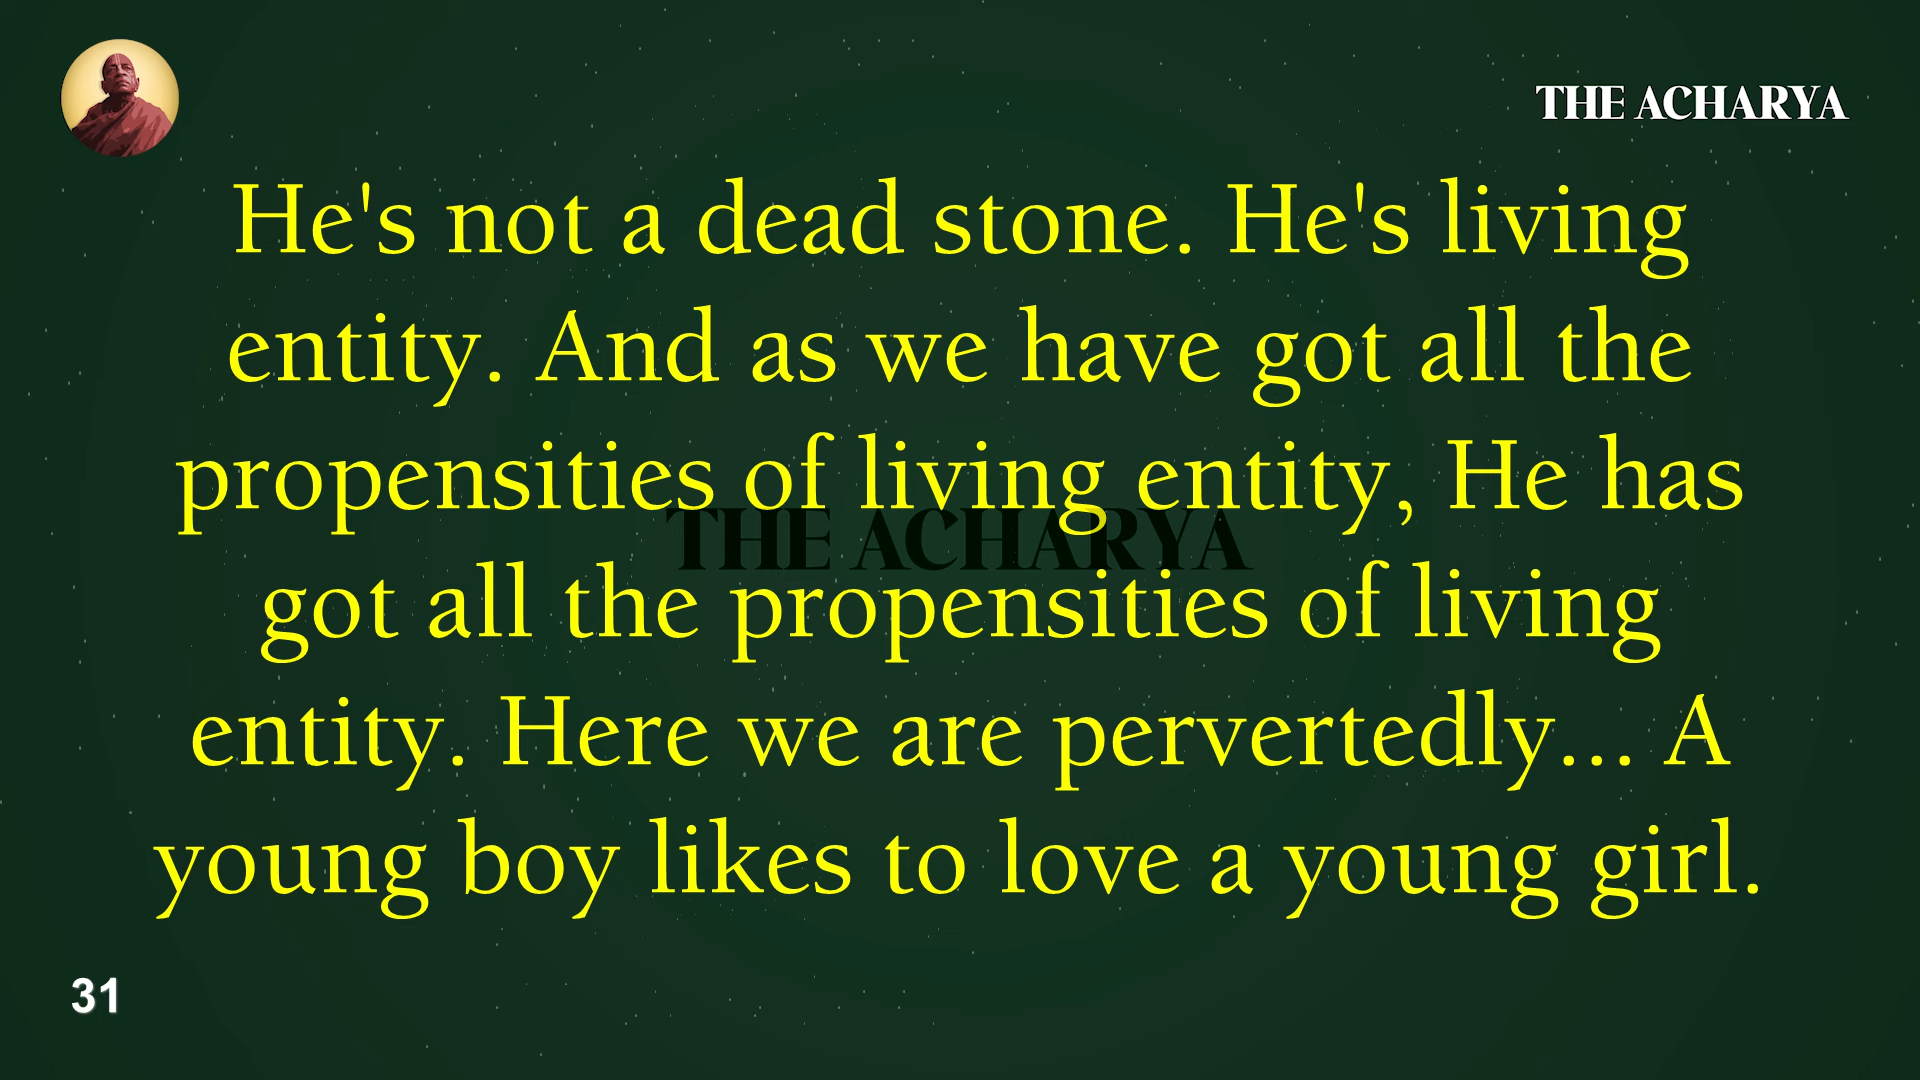 THE ACHARYA
He's not a dead stone. He's living
entity. And as we have got all the
propensities of living entity, He has
THE ACHARYA
got all the propensities of living
entity. Here we are pervertedly... A
young boy likes to love a young girl.
31